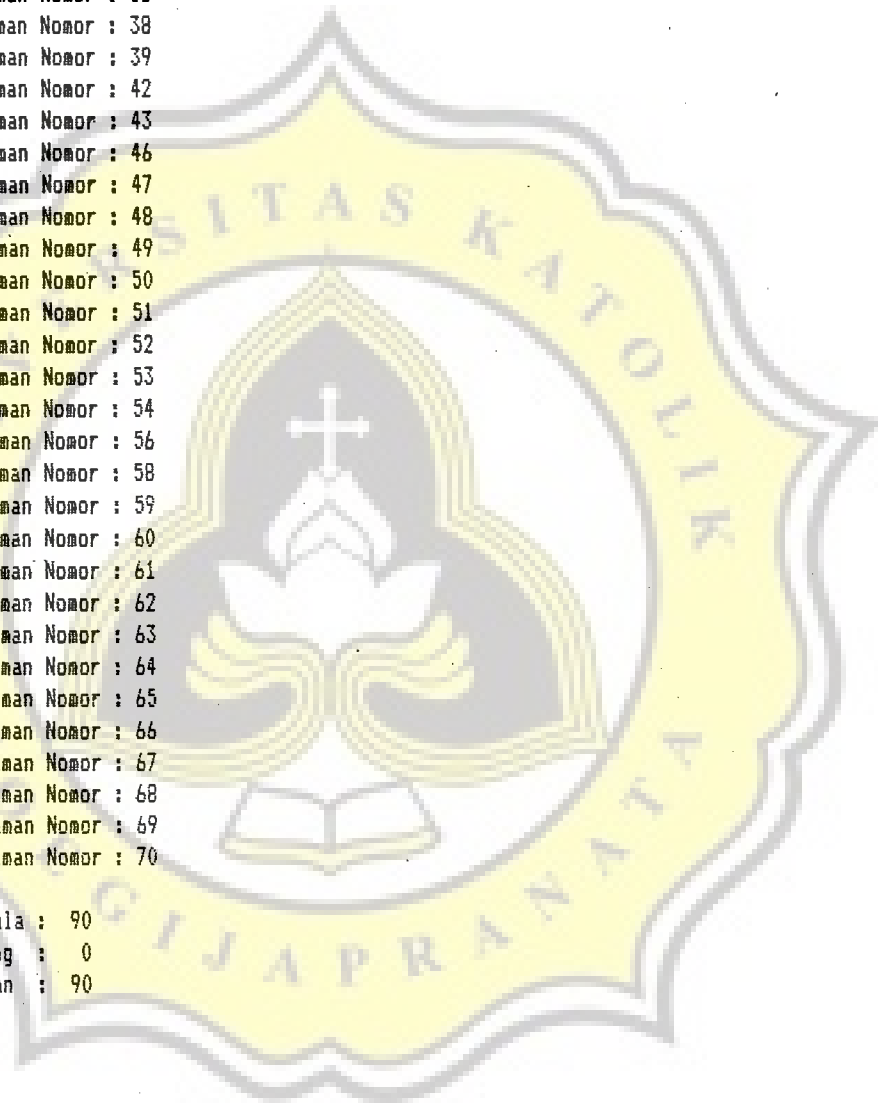 man Nomor : 38
man Nomor : 39
man Nomor : 42
man Nomor : 43
man Nomor : 46
man Nomor : 47
man Nomor : 48
man Nomor : 49
man Nomor : 50
man Nomor : 51
man Nomor : 52
man Nomor : 53
man Nomor : 54
man Nomor : 56
man Nomor : 58
man Nomor : 59
man Nomor : 60
man Nomor : 61
man Nomor : 62
man Nomor : 63
man Nomor : 64
man Nomor : 65
man Nomor : 66
man Nomor : 67
man Nomor : 68
man Nomor : 69
man Nomor : 70
ula : 90
g : 0
an : 90
ERSITAS KATOLIK
GIJAPRANATA